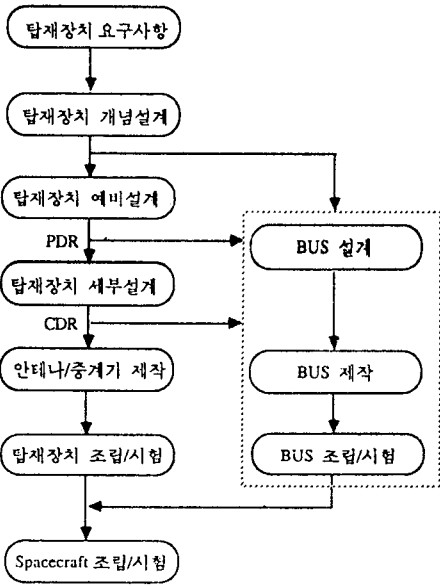 탑재장치 요구사항
탑재장치 개념설계
탑재장치 예비설계
PDR
BUS 설계
탑재장치 세부설계
CDR
안테나/중계기 제작
BUS 제작
탑재장치 조립/시험
BUS 조립/시험
Spacecraft 조립/시험